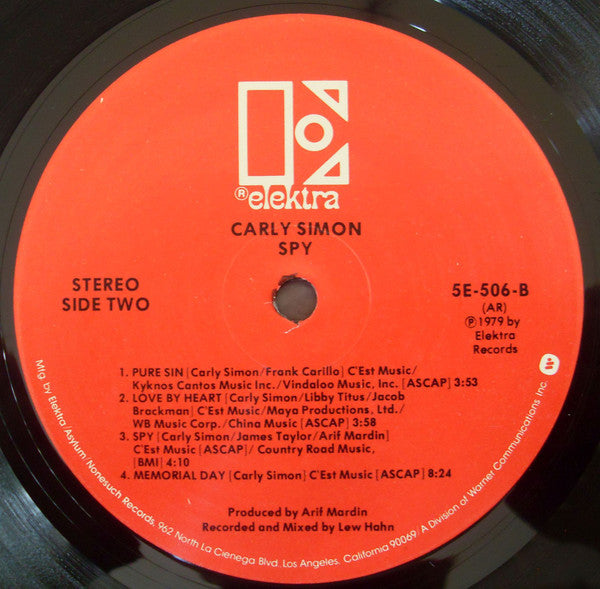 ® elektra
CARLY SIMON
SPY
STEREO
SIDE TWO
5E-506-B
(AR)
Ⓟ 1979 by
Elektra
Records
1. PURE SIN [Carly Simon/Frank Carillo] C'Est Music/
Kyknos Cantos Music Inc./Vindaloo Music, Inc. [ASCAP] 3:53
2. LOVE BY HEART [Carly Simon/Libby Titus/Jacob
Brackman] C'Est Music/Maya Productions, Ltd./
WB Music Corp./China Music [ASCAP] 3:58
3. SPY [Carly Simon/James Taylor/Arif Mardin]
C'Est Music [ASCAP]/ Country Road Music,
[BMI] 4:10
4. MEMORIAL DAY [Carly Simon] C'Est Music [ASCAP] 8:24
Produced by Arif Mardin
Recorded and Mixed by Lew Hahn
Mfg. by Elektra/Asylum/Nonesuch Records, 962 North La Cienega Blvd. Los Angeles, California 90069/ A Division of Warner Communications, Inc.